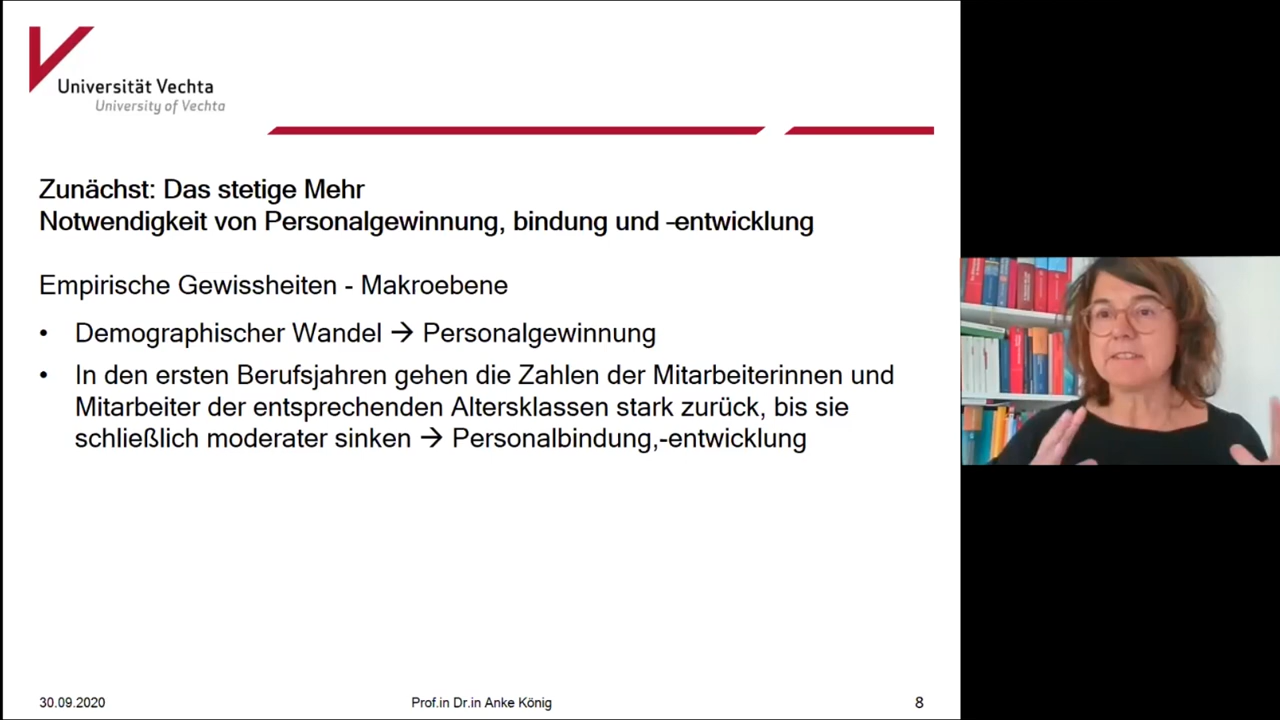 Universität Vechta
University of Vechta
Zunächst: Das stetige Mehr
Notwendigkeit von Personalgewinnung, bindung und –entwicklung
Empirische Gewissheiten - Makroebene
• Demographischer Wandel → Personalgewinnung
• In den ersten Berufsjahren gehen die Zahlen der Mitarbeiterinnen und
Mitarbeiter der entsprechenden Altersklassen stark zurück, bis sie
schließlich moderater sinken → Personalbindung,-entwicklung
30.09.2020
Prof.in Dr.in Anke König
8